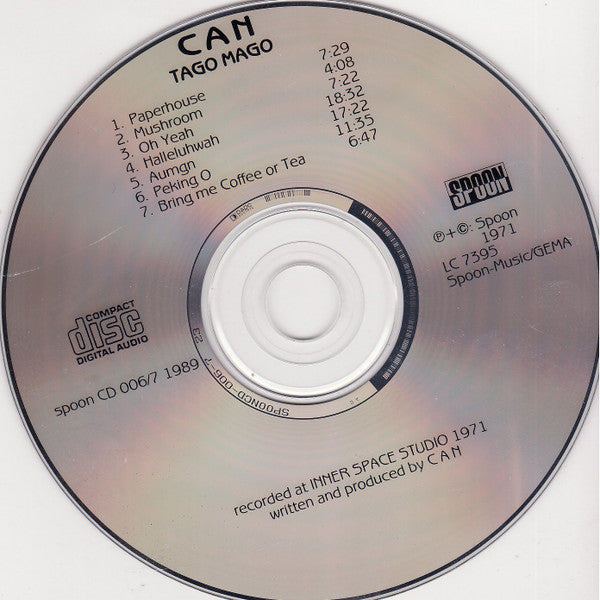 CAN
TAGO MAGO
1. Paperhouse 7:29
2. Mushroom 4:08
3. Oh Yeah 7:22
4. Halleluhwah 18:32
5. Aumgn 17:22
6. Peking O 11:35
7. Bring me Coffee or Tea 6:47
SPOON
℗+©: Spoon
1971
LC 7395
Spoon-Music/GEMA
COMPACT
disc
DIGITAL AUDIO
spoon CD 006/7 1989
SPOONCD-006-7
recorded at INNER SPACE STUDIO 1971
written and produced by C A N